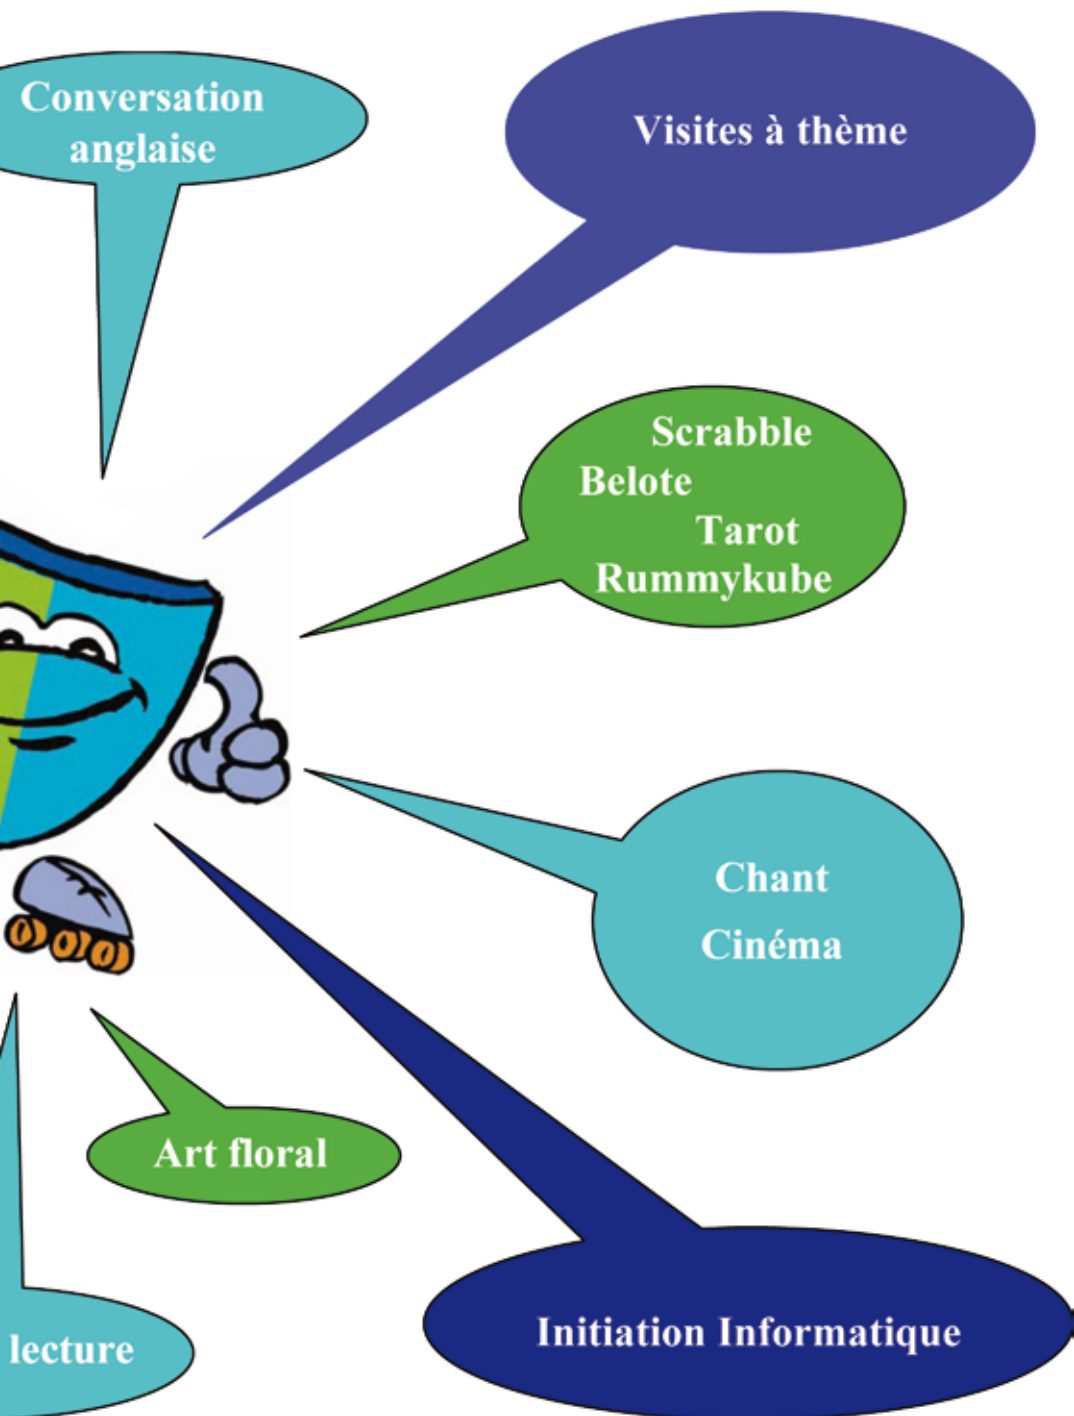 Conversation
anglaise
Visites à thème
Scrabble
Belote
Tarot
Rummykube
Chant
Cinéma
Art floral
lecture
Initiation Informatique